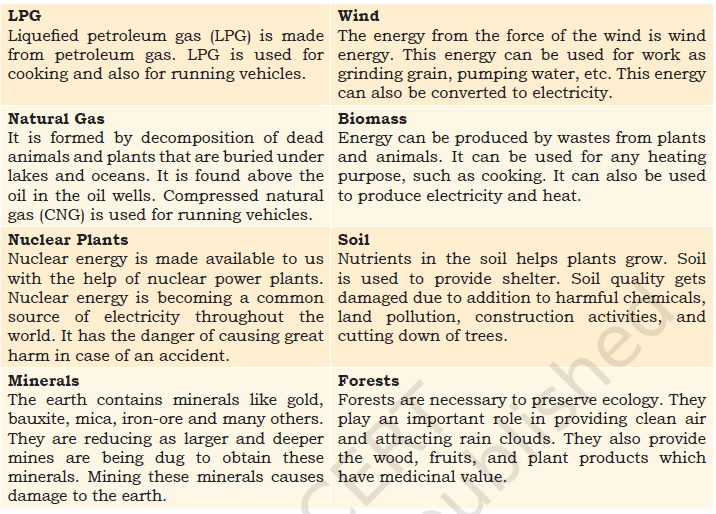 LPG
Liquefied petroleum gas (LPG) is made
from petroleum gas. LPG is used for
cooking and also for running vehicles.
Wind
The energy from the force of the wind is wind
energy. This energy can be used for work as
grinding grain, pumping water, etc. This energy
can also be converted to electricity.
Natural Gas
It is formed by decomposition of dead
animals and plants that are buried under
lakes and oceans. It is found above the
oil in the oil wells. Compressed natural
gas (CNG) is used for running vehicles.
Biomass
Energy can be produced by wastes from plants
and animals. It can be used for any heating
purpose, such as cooking. It can also be used
to produce electricity and heat.
Nuclear Plants
Nuclear energy is made available to us
with the help of nuclear power plants.
Nuclear energy is becoming a common
source of electricity throughout the
world. It has the danger of causing great
harm in case of an accident.
Soil
Nutrients in the soil helps plants grow. Soil
is used to provide shelter. Soil quality gets
damaged due to addition to harmful chemicals,
land pollution, construction activities, and
cutting down of trees.
Minerals
The earth contains minerals like gold,
bauxite, mica, iron-ore and many others.
They are reducing as larger and deeper
mines are being dug to obtain these
minerals. Mining these minerals causes
damage to the earth.
Forests
Forests are necessary to preserve ecology. They
play an important role in providing clean air
and attracting rain clouds. They also provide
the wood, fruits, and plant products which
have medicinal value.